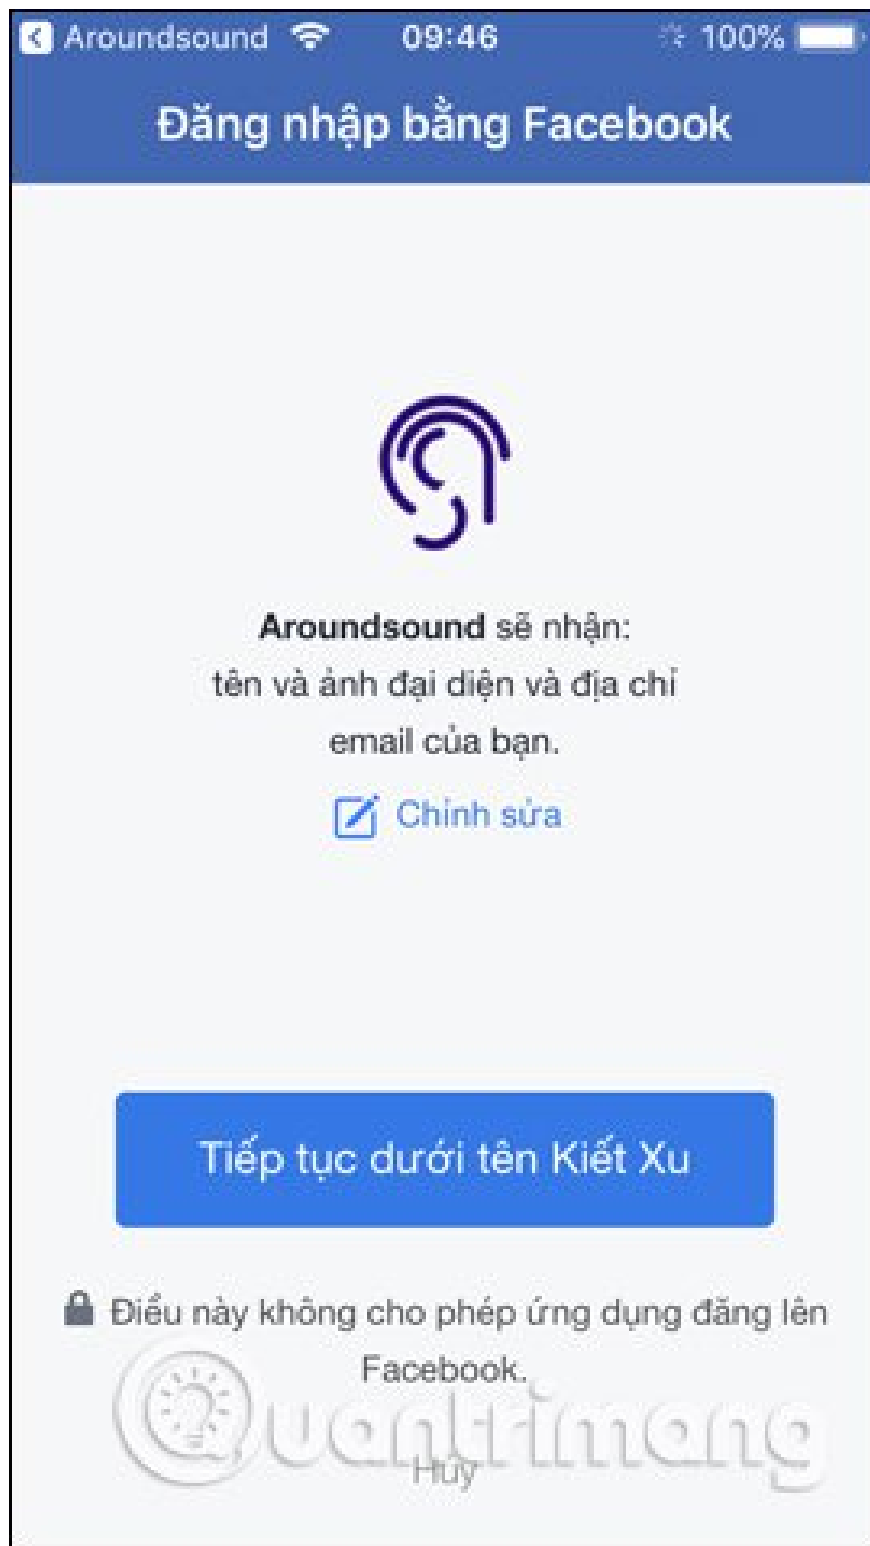 Aroundsound 09:46 100%
Đăng nhập bằng Facebook
Aroundsound sẽ nhận:
tên và ảnh đại diện và địa chỉ
email của bạn.
Chỉnh sửa
Tiếp tục dưới tên Kiết Xu
Điều này không cho phép ứng dụng đăng lên
Facebook.
Quantrimang
Hủy